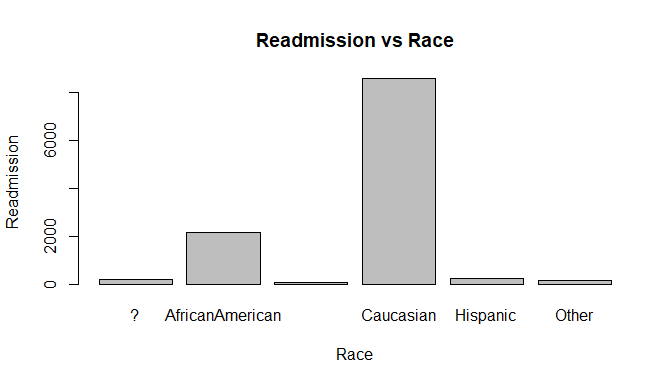 Readmission vs Race
Readmission
6000
2000
0
? AfricanAmerican Caucasian Hispanic Other
Race